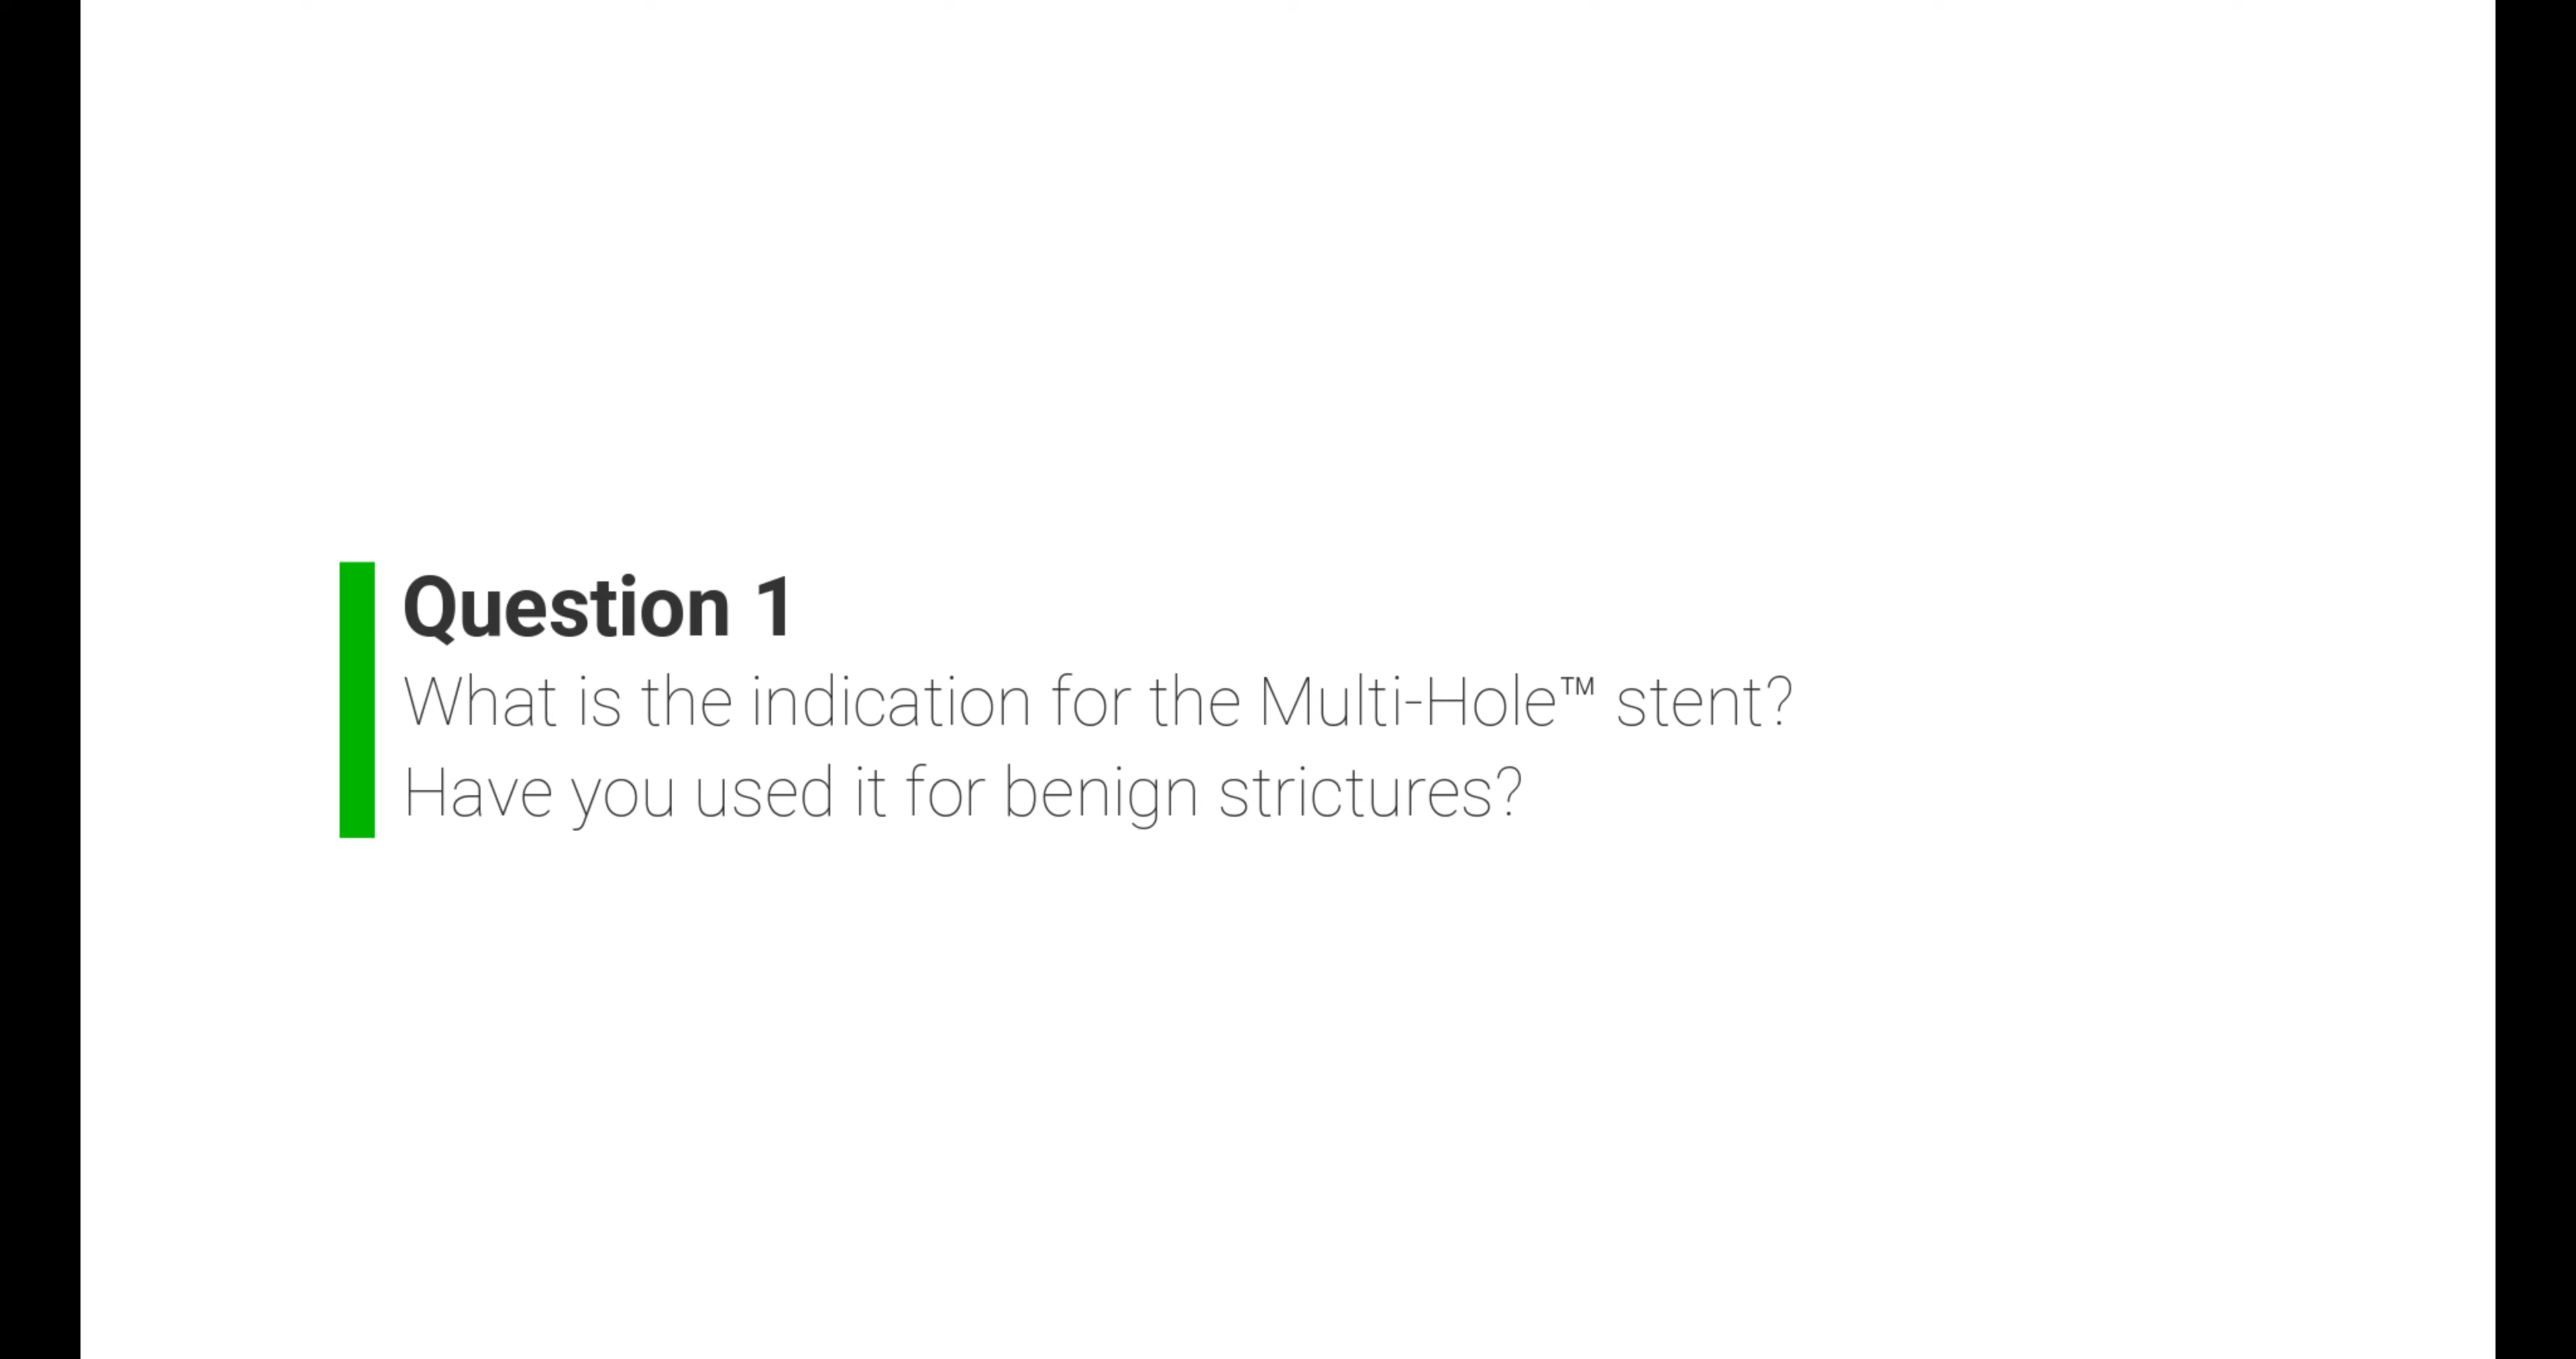 Question 1
What is the indication for the Multi-Hole™ stent?
Have you used it for benign strictures?